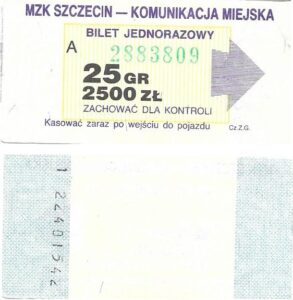 MZK SZCZECIN — KOMUNIKACJA MIEJSKA
BILET JEDNORAZOWY
A
2883809
25 GR
2500 ZŁ
ZACHOWAĆ DLA KONTROLI
Kasować zaraz po wejściu do pojazdu
Cz.Z.G.
1 22401542